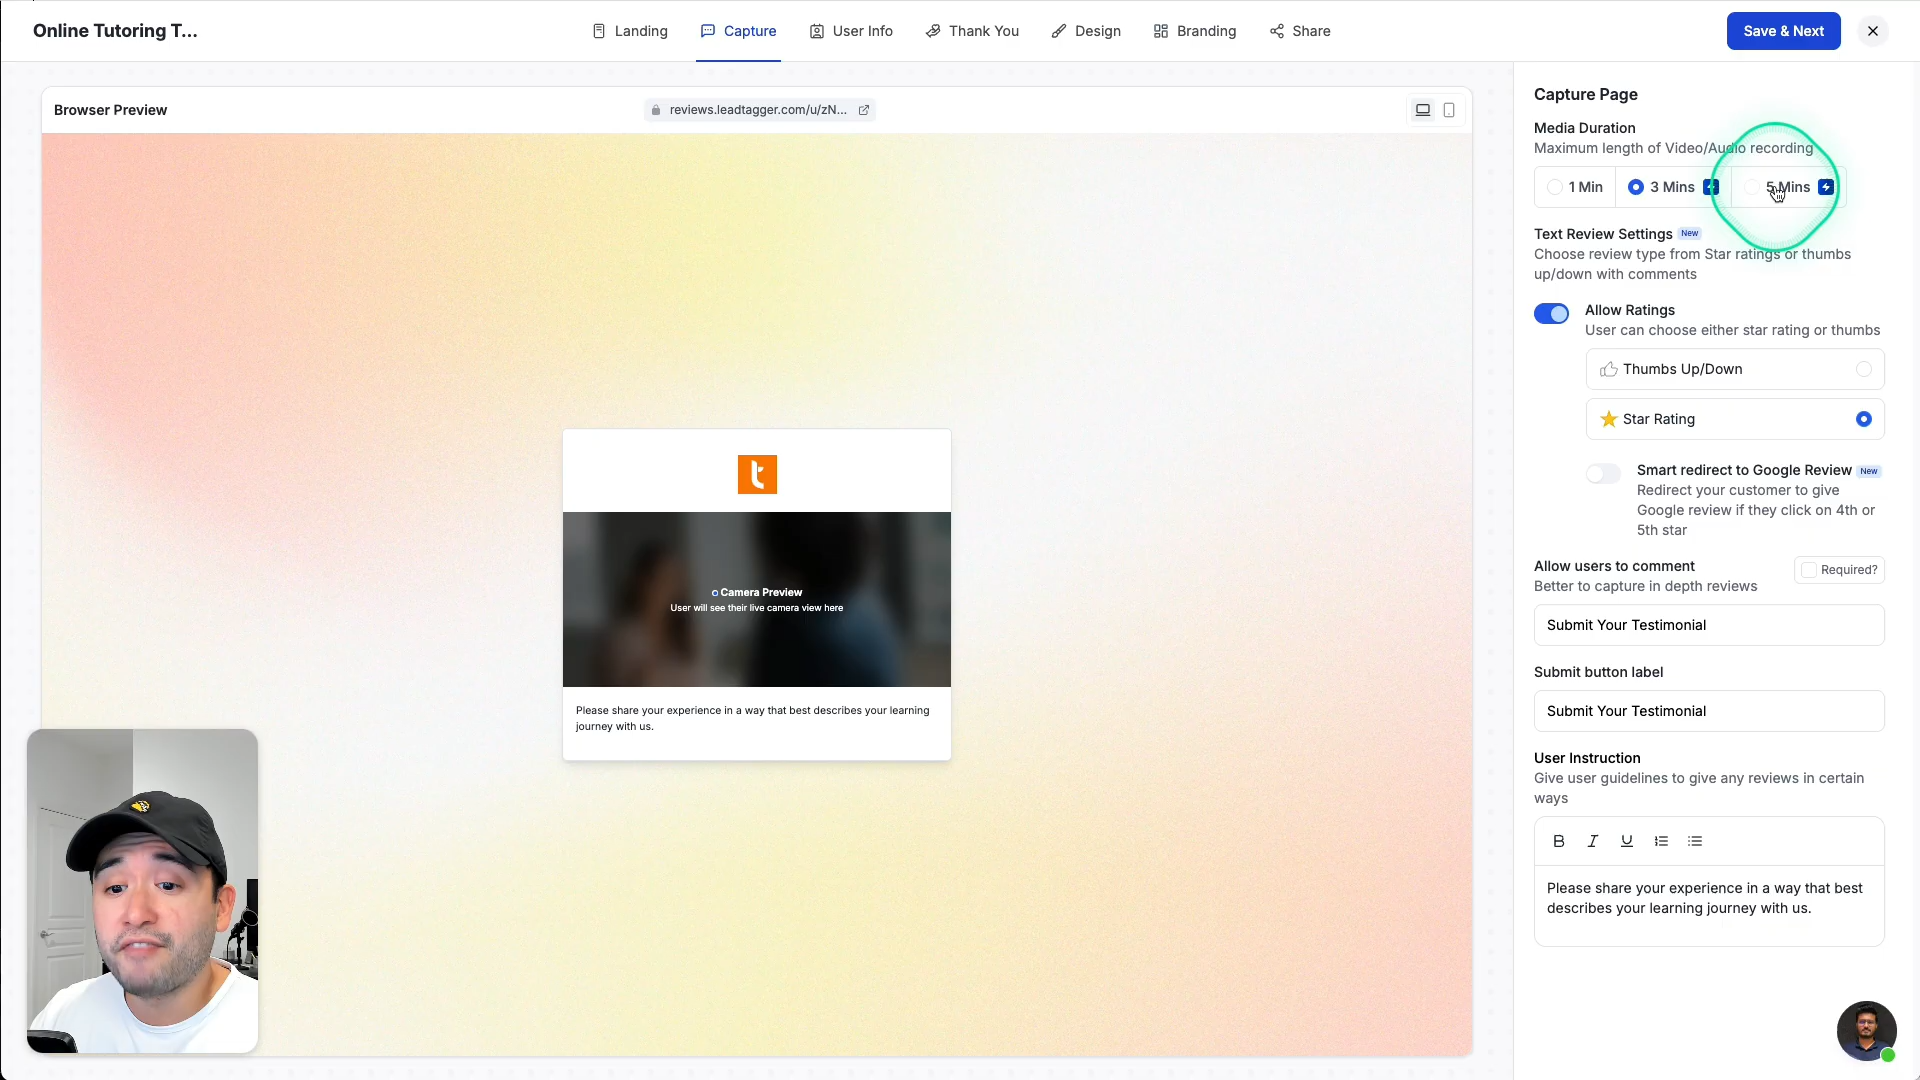 Online Tutoring T...
Landing
Capture
User Info
Thank You
Design
Branding
Share
Save & Next
Browser Preview
reviews.leadtagger.com/u/zN...
t
Camera Preview
User will see their live camera view here
Please share your experience in a way that best describes your learning
journey with us.
Capture Page
Media Duration
Maximum length of Video/Audio recording
1 Min
3 Mins
5 Mins
Text Review Settings New
Choose review type from Star ratings or thumbs
up/down with comments
Allow Ratings
User can choose either star rating or thumbs
Thumbs Up/Down
Star Rating
Smart redirect to Google Review New
Redirect your customer to give
Google review if they click on 4th or
5th star
Allow users to comment
Required?
Better to capture in depth reviews
Submit Your Testimonial
Submit button label
Submit Your Testimonial
User Instruction
Give user guidelines to give any reviews in certain
ways
B I U
Please share your experience in a way that best
describes your learning journey with us.